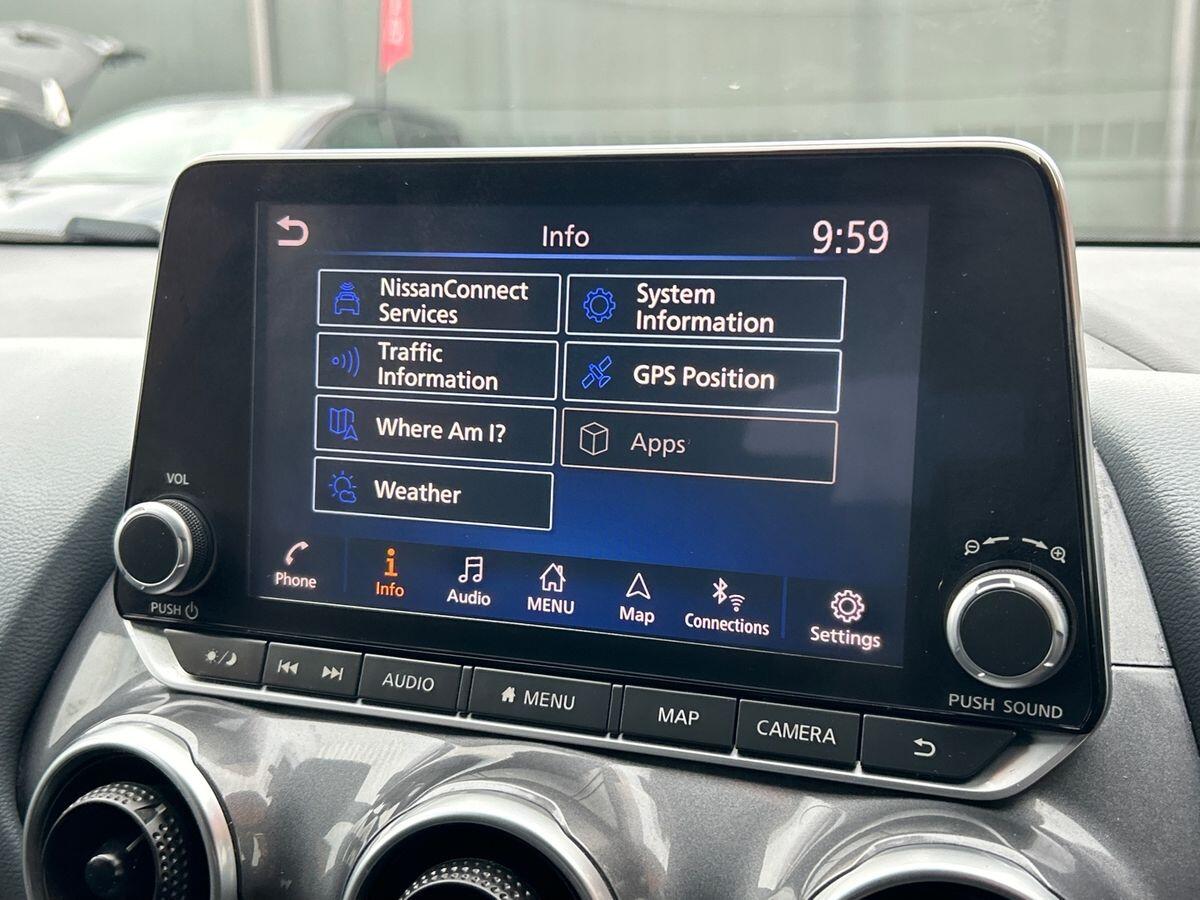 Info
9:59
NissanConnect
Services
System
Information
Traffic
Information
GPS Position
Where Am I?
Apps
Weather
Phone
Info
Audio
MENU
Map
Connections
Settings
VOL
PUSH
PUSH SOUND
AUDIO
MENU
MAP
CAMERA